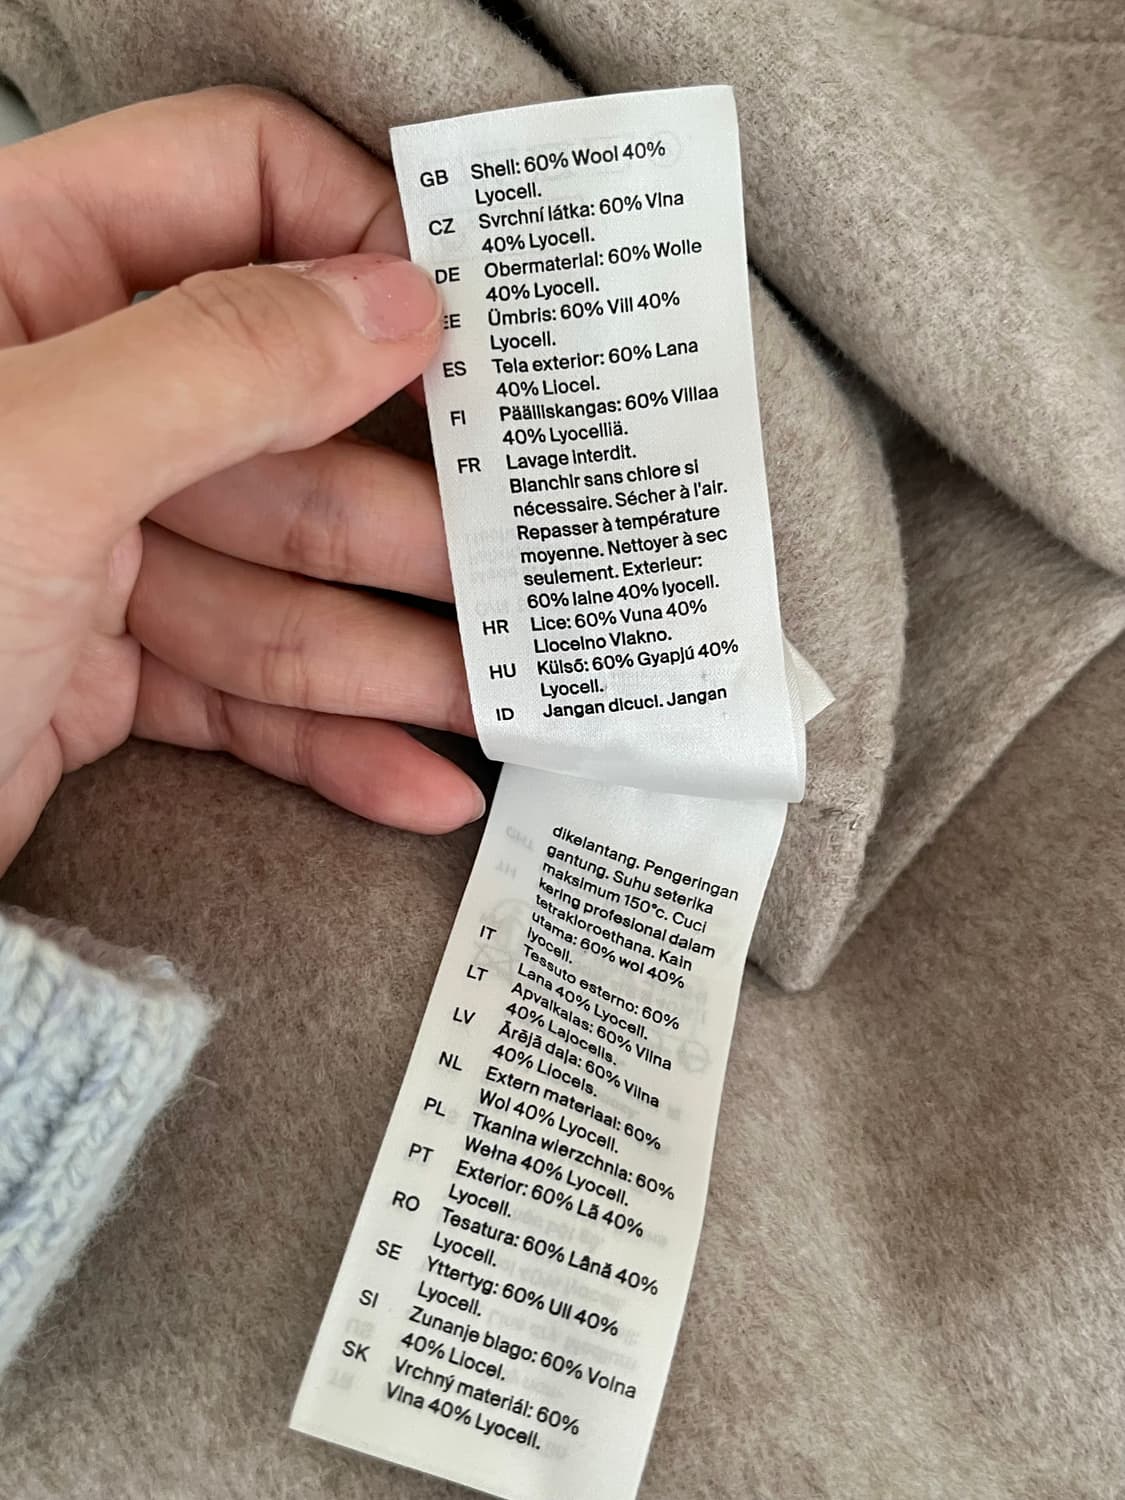 GB Shell: 60% Wool 40%
Lyocell.
CZ Svrchní látka: 60% Vlna
40% Lyocell.
DE Obermaterial: 60% Wolle
40% Lyocell.
EE Ümbris: 60% Vill 40%
Lyocell.
ES Tela exterior: 60% Lana
40% Liocel.
FI Päälliskangas: 60% Villaa
40% Lyocelliä.
FR Lavage interdit.
Blanchir sans chlore si
nécessaire. Sécher à l'air.
Repasser à température
moyenne. Nettoyer à sec
seulement. Exterieur:
60% laine 40% lyocell.
HR Lice: 60% Vuna 40%
Liocelno Vlakno.
HU Külső: 60% Gyapjú 40%
Lyocell.
ID Jangan dicuci. Jangan
dikelantang. Pengeringan
gantung. Suhu seterika
maksimum 150°c. Cuci
kering profesional dalam
tetrakloroethana. Kain
utama: 60% wol 40%
lyocell.
IT Tessuto esterno: 60%
Lana 40% Lyocell.
LT Apvalkalas: 60% Vilna
40% Lajocelis.
LV Ārējā daļa: 60% Vilna
40% Liocels.
NL Extern materiaal: 60%
Wol 40% Lyocell.
PL Tkanina wierzchnia: 60%
Wełna 40% Lyocell.
PT Exterior: 60% Lã 40%
Lyocell.
RO Tesatura: 60% Lână 40%
Lyocell.
SE Yttertyg: 60% Ull 40%
Lyocell.
SI Zunanje blago: 60% Volna
40% Liocel.
SK Vrchný materiál: 60%
Vlna 40% Lyocell.